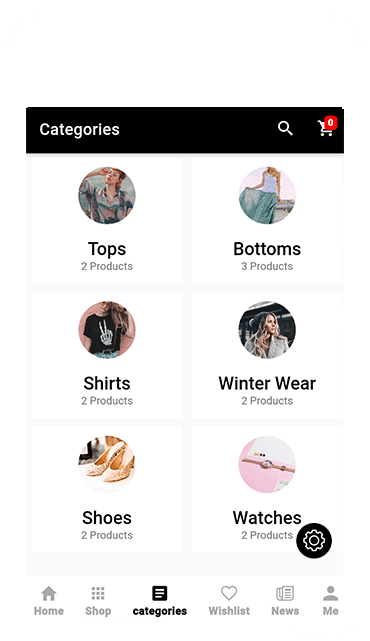 Categories
0
Tops
2 Products
Bottoms
3 Products
Shirts
2 Products
Winter Wear
2 Products
Shoes
2 Products
Watches
2 Products
Home
Shop
categories
Wishlist
News
Me